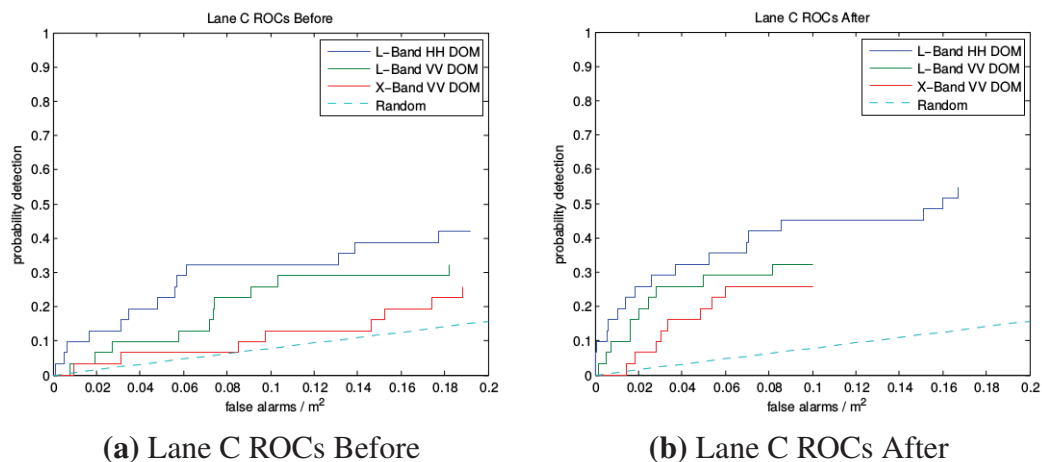 Lane C ROCs Before
1
0.9
0.8
0.7
0.6
0.5
0.4
0.3
0.2
0.1
0
probability detection
L-Band HH DOM
L-Band VV DOM
X-Band VV DOM
Random
0 0.02 0.04 0.06 0.08 0.1 0.12 0.14 0.16 0.18 0.2
false alarms / m²
(a) Lane C ROCs Before
Lane C ROCs After
1
0.9
0.8
0.7
0.6
0.5
0.4
0.3
0.2
0.1
0
probability detection
L-Band HH DOM
L-Band VV DOM
X-Band VV DOM
Random
0 0.02 0.04 0.06 0.08 0.1 0.12 0.14 0.16 0.18 0.2
false alarms / m²
(b) Lane C ROCs After